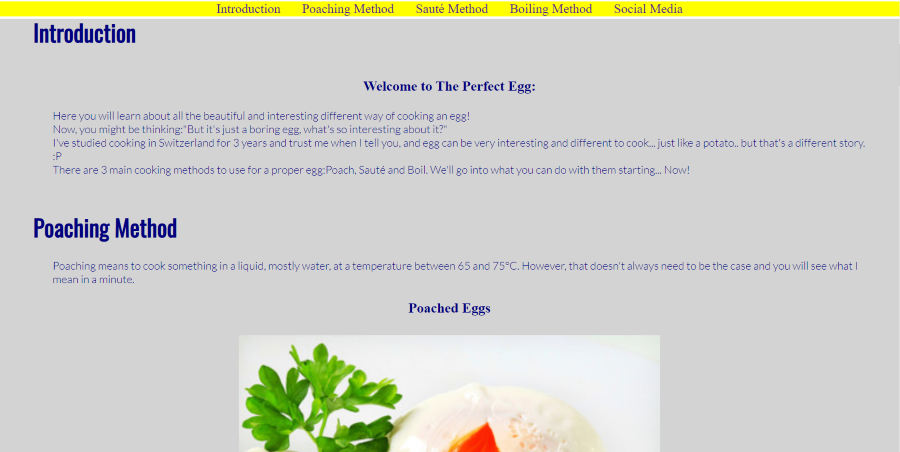 Introduction Poaching Method Sauté Method Boiling Method Social Media
Introduction
Welcome to The Perfect Egg:
Here you will learn about all the beautiful and interesting different way of cooking an egg!
Now, you might be thinking:"But it's just a boring egg, what's so interesting about it?"
I've studied cooking in Switzerland for 3 years and trust me when I tell you, and egg can be very interesting and different to cook... just like a potato.. but that's a different story.
:P
There are 3 main cooking methods to use for a proper egg:Poach, Sauté and Boil. We'll go into what you can do with them starting... Now!
Poaching Method
Poaching means to cook something in a liquid, mostly water, at a temperature between 65 and 75°C. However, that doesn't always need to be the case and you will see what I
mean in a minute.
Poached Eggs